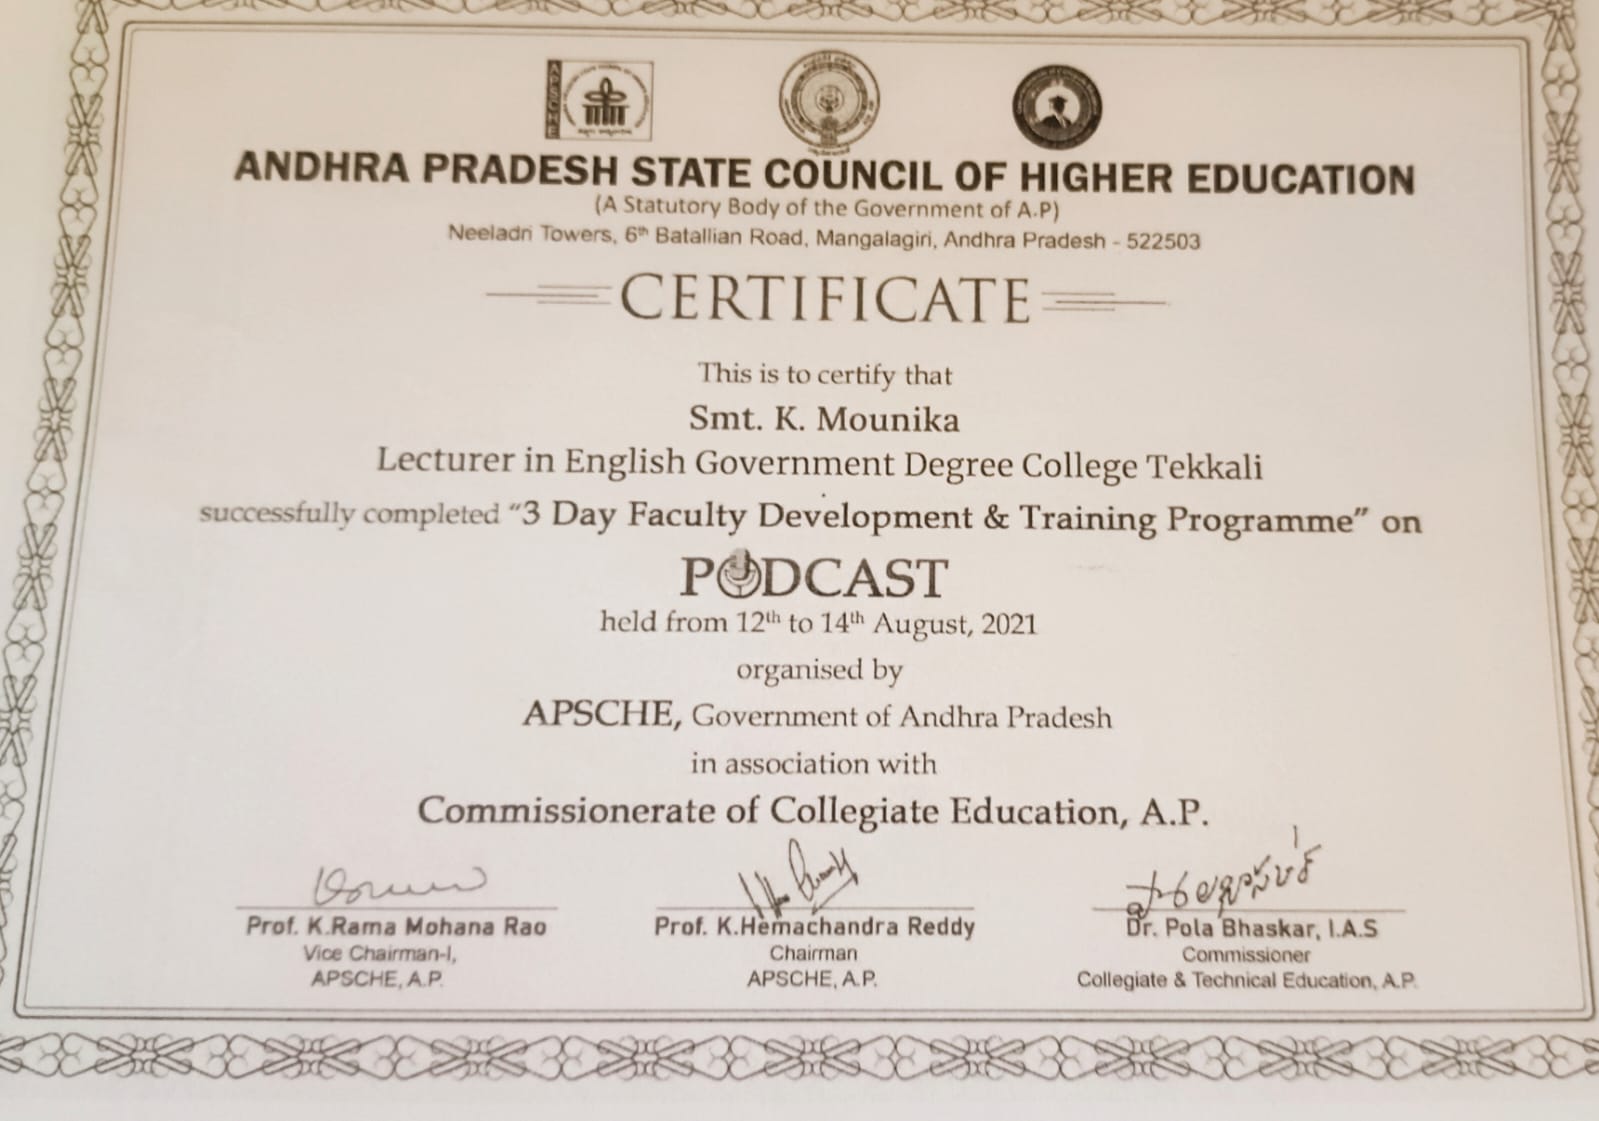 APSCHE
ANDHRA PRADESH STATE COUNCIL OF HIGHER EDUCATION
(A Statutory Body of the Government of A.P)
Neeladri Towers, 6th Batallian Road, Mangalagiri, Andhra Pradesh - 522503
CERTIFICATE
This is to certify that
Smt. K. Mounika
Lecturer in English Government Degree College Tekkali
successfully completed “3 Day Faculty Development & Training Programme” on
PODCAST
held from 12th to 14th August, 2021
organised by
APSCHE, Government of Andhra Pradesh
in association with
Commissionerate of Collegiate Education, A.P.
Prof. K.Rama Mohana Rao
Vice Chairman-I,
APSCHE, A.P.
Prof. K.Hemachandra Reddy
Chairman
APSCHE, A.P.
Dr. Pola Bhaskar, I.A.S
Commissioner
Collegiate & Technical Education, A.P.